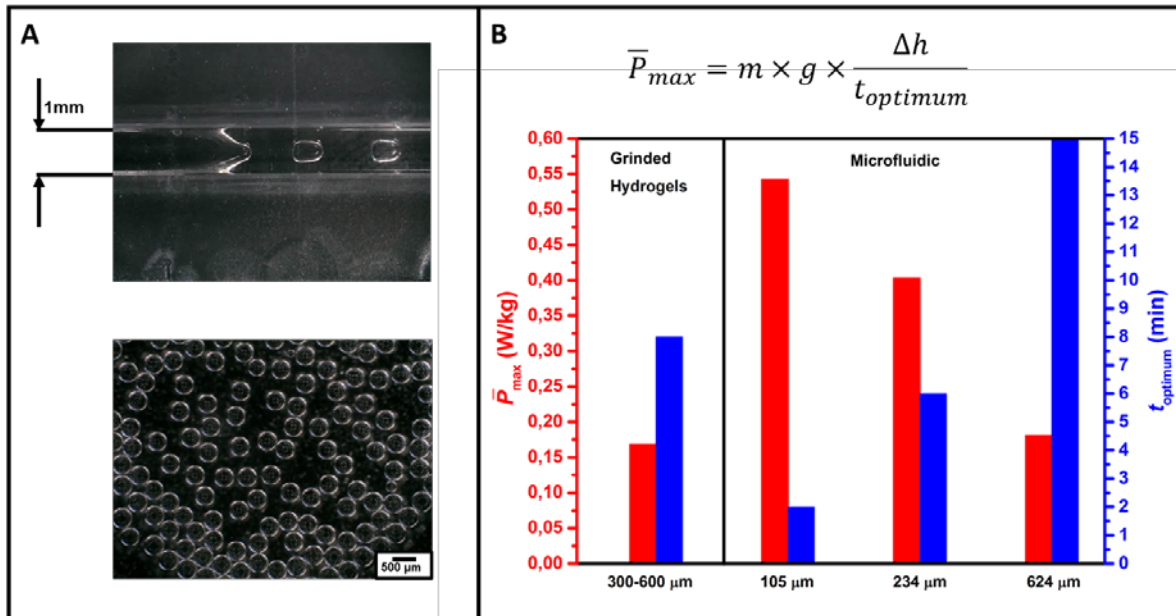 A
1mm
500 µm
B
P̅max = m × g × Δh / toptimum
0,60
0,55
0,50
0,45
0,40
0,35
0,30
0,25
0,20
0,15
0,10
0,05
0,00
P̅max (W/kg)
Grinded
Hydrogels
Microfluidic
15
14
13
12
11
10
9
8
7
6
5
4
3
2
1
0
toptimum (min)
300-600 µm 105 µm 234 µm 624 µm